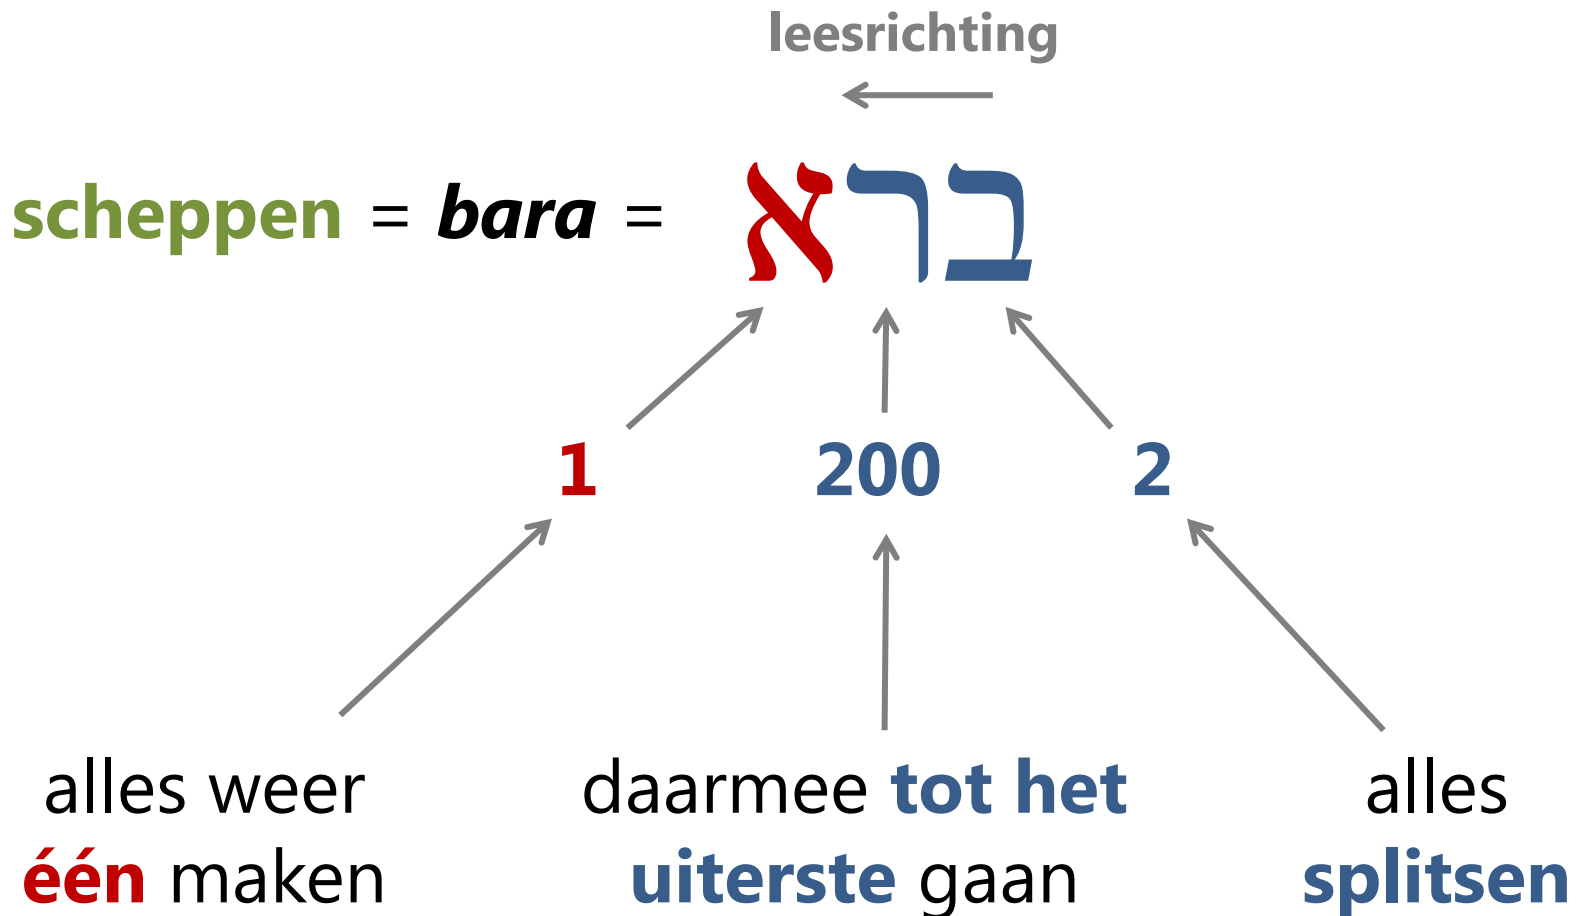 leesrichting
scheppen = bara = ברא
1 200 2
alles weer daarmee tot het alles
één maken uiterste gaan splitsen